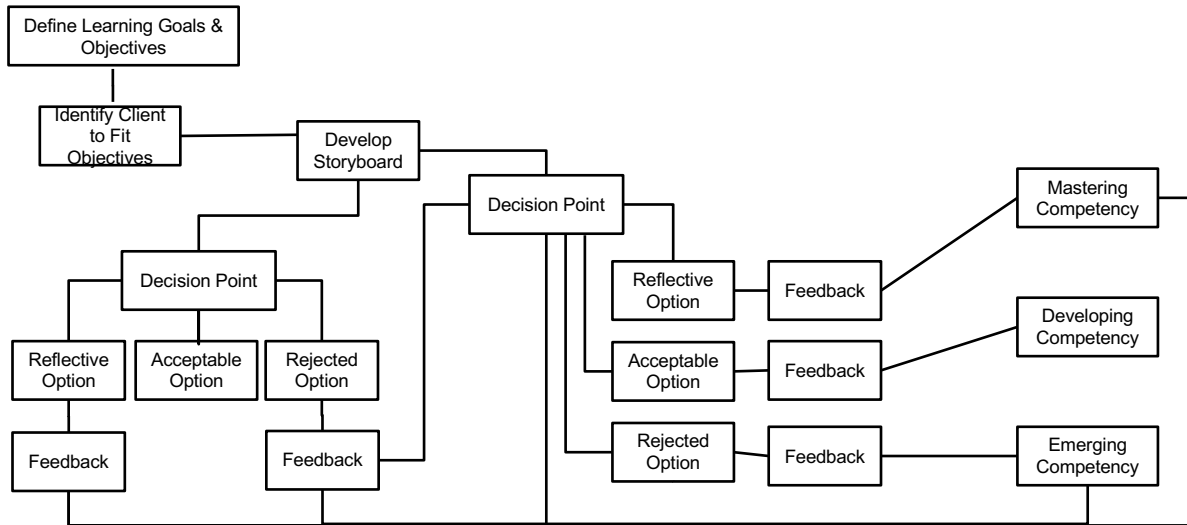 Define Learning Goals &
Objectives
Identify Client
to Fit
Objectives
Develop
Storyboard
Decision Point
Mastering
Competency
Decision Point
Reflective
Option
Feedback
Developing
Competency
Reflective
Option
Acceptable
Option
Rejected
Option
Acceptable
Option
Feedback
Feedback
Feedback
Rejected
Option
Feedback
Emerging
Competency